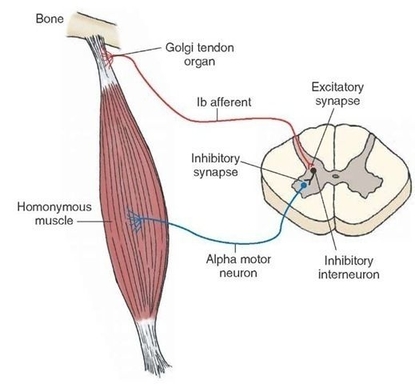 Bone
Golgi tendon
organ
Ib afferent
Excitatory
synapse
Inhibitory
synapse
Homonymous
muscle
Alpha motor
neuron
Inhibitory
interneuron